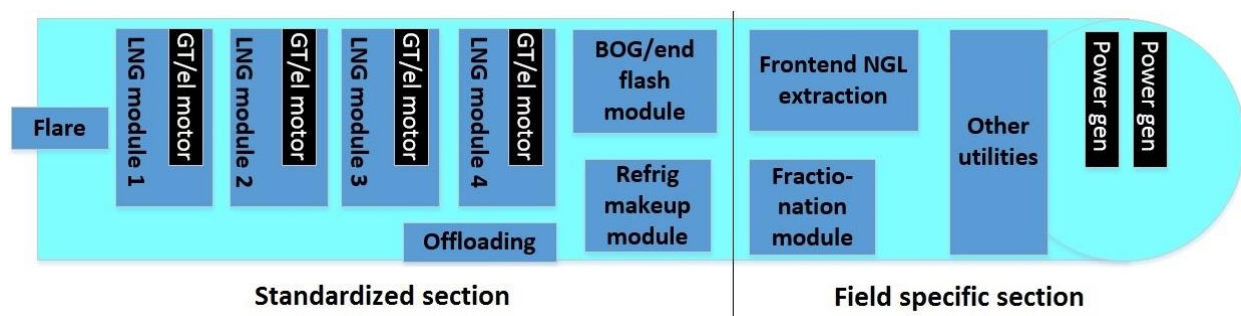 Flare
LNG module 1
GT/el motor
LNG module 2
GT/el motor
LNG module 3
GT/el motor
LNG module 4
GT/el motor
BOG/end
flash
module
Refrig
makeup
module
Offloading
Frontend NGL
extraction
Fractio-
nation
module
Other
utilities
Power gen
Power gen
Standardized section
Field specific section